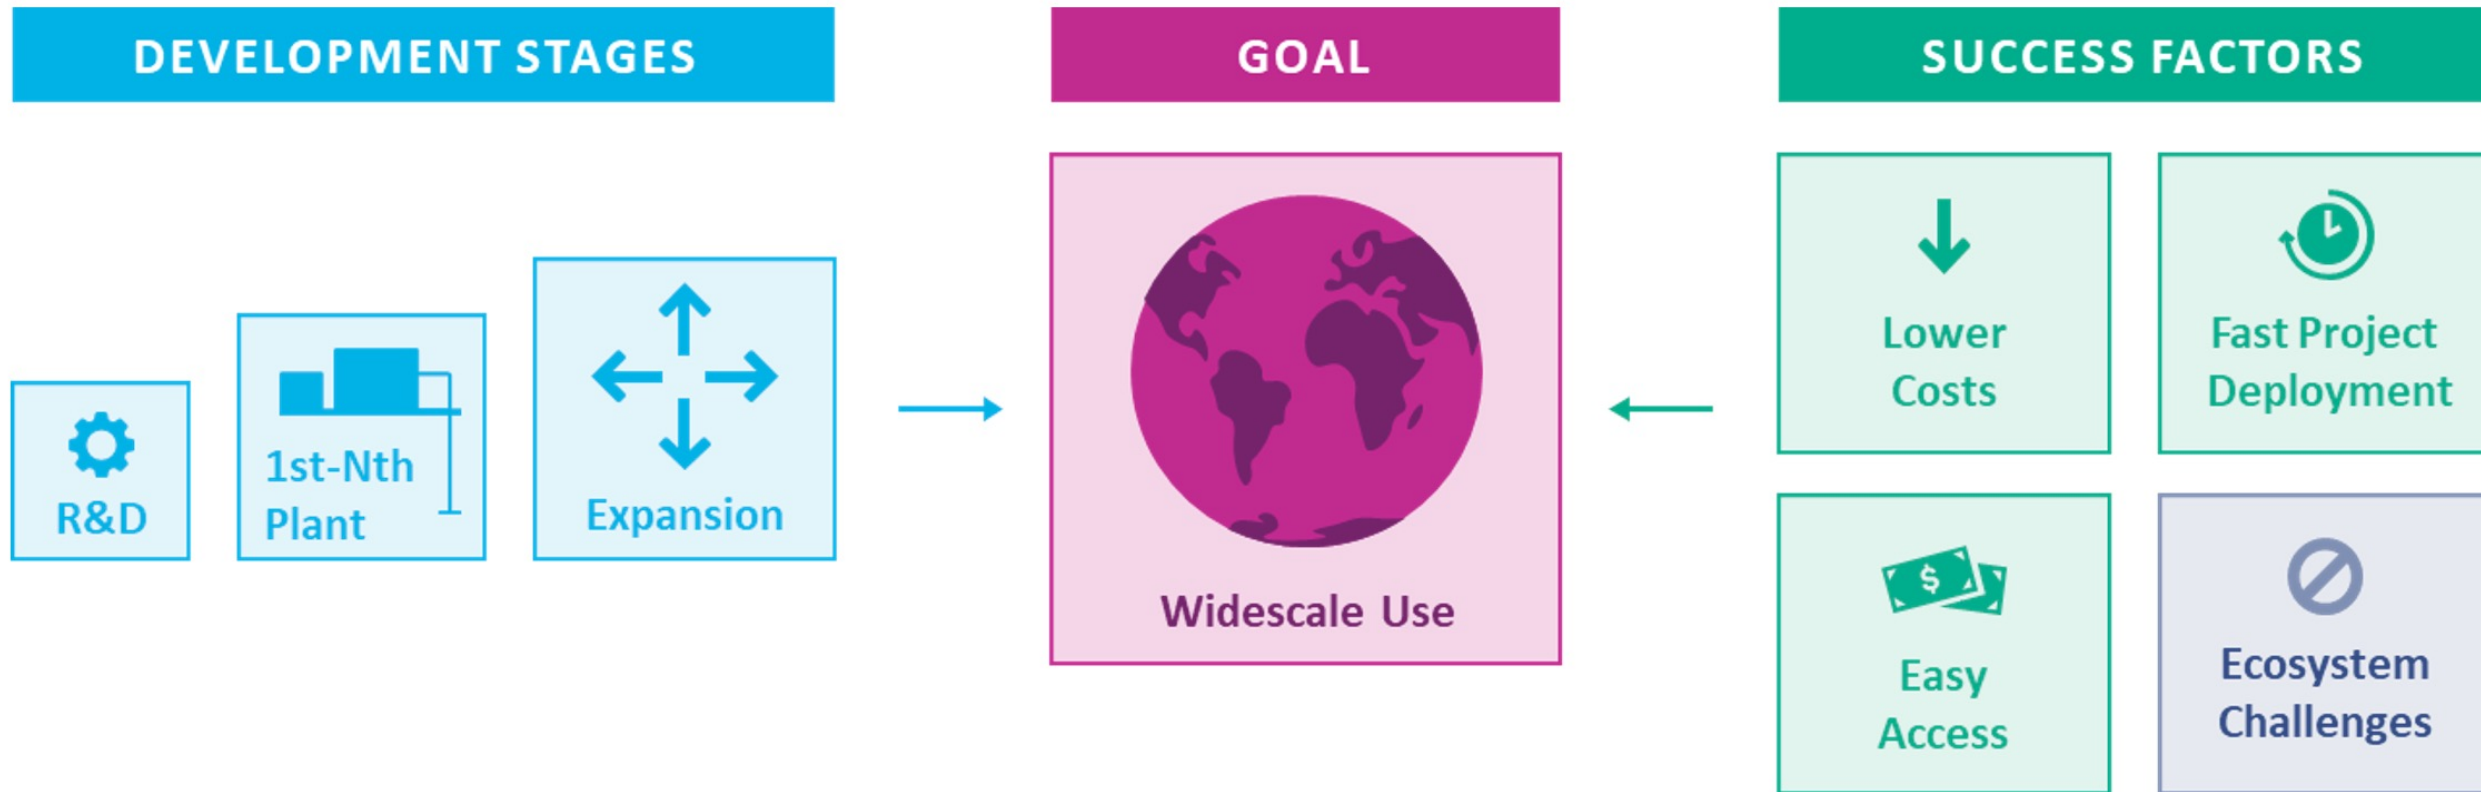 DEVELOPMENT STAGES
R&D
1st-Nth
Plant
Expansion
GOAL
Widescale Use
SUCCESS FACTORS
Lower
Costs
Fast Project
Deployment
$
Easy
Access
Ecosystem
Challenges